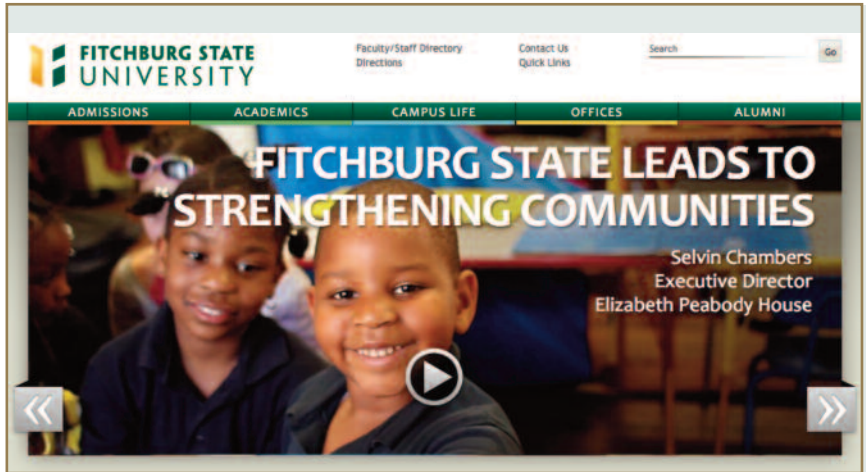 FITCHBURG STATE
UNIVERSITY
Faculty/Staff Directory
Directions
Contact Us
Quick Links
Search
Go
ADMISSIONS
ACADEMICS
CAMPUS LIFE
OFFICES
ALUMNI
FITCHBURG STATE LEADS TO
STRENGTHENING COMMUNITIES
Selvin Chambers
Executive Director
Elizabeth Peabody House